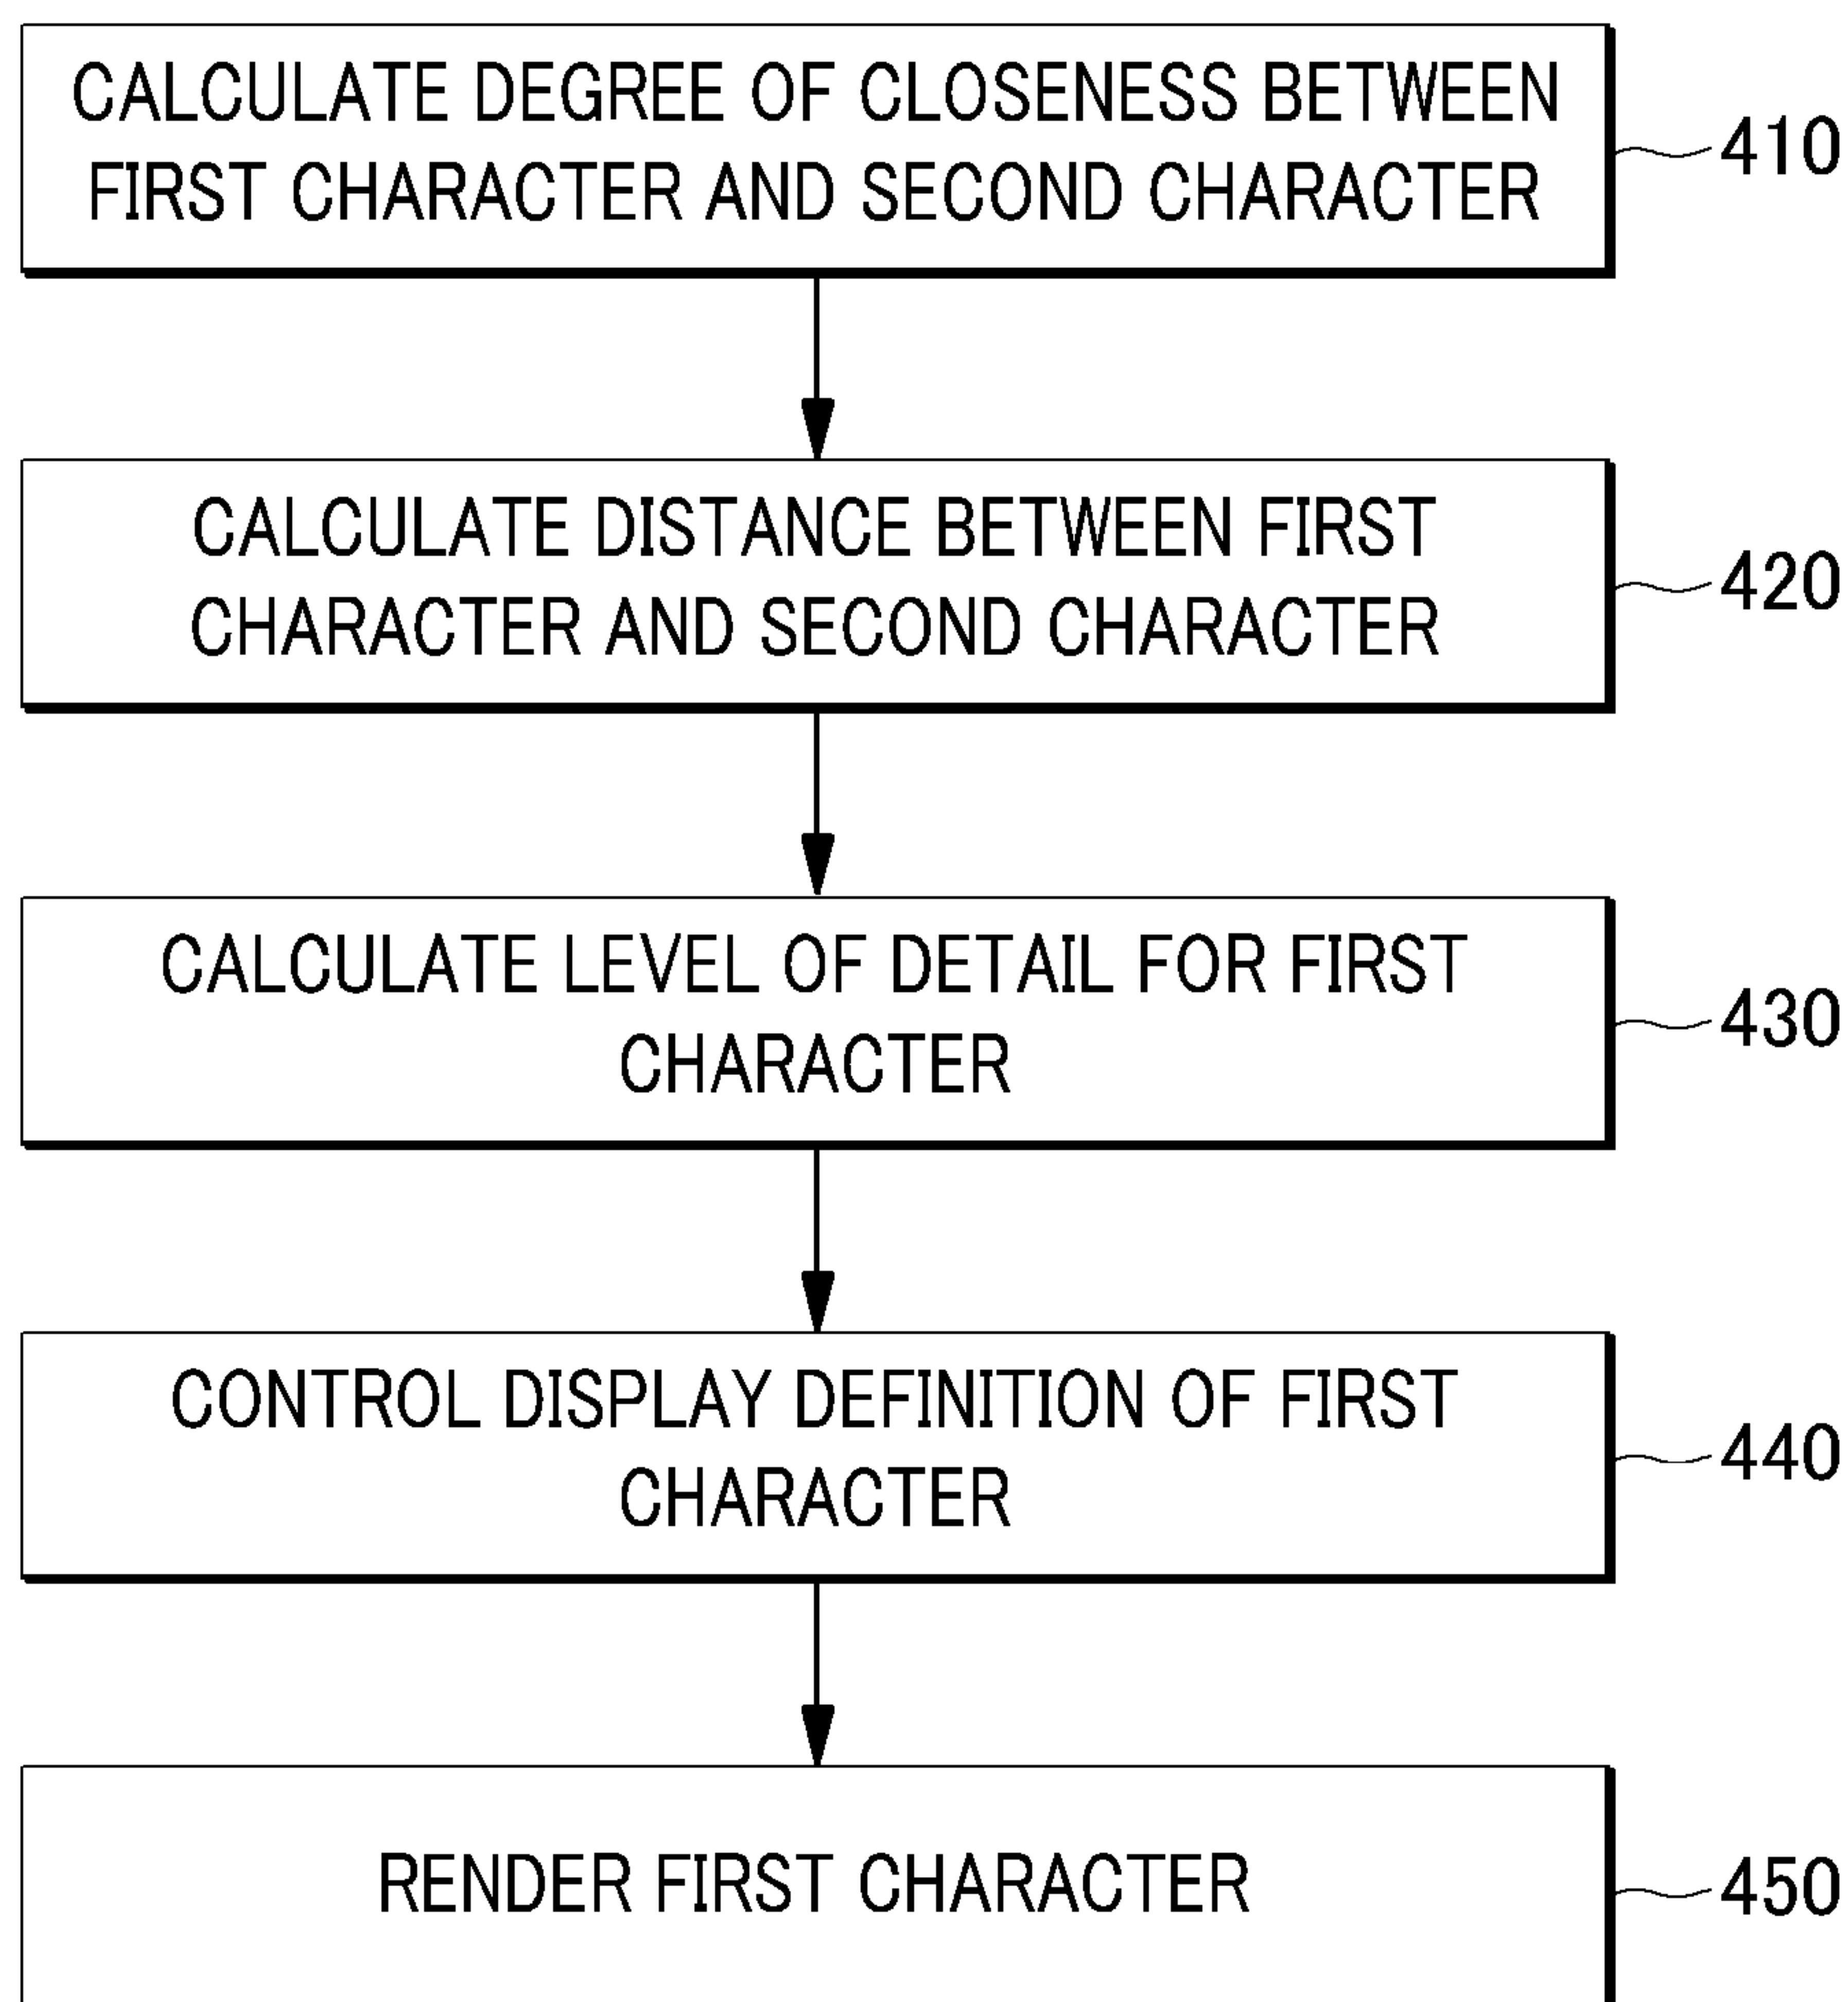 CALCULATE DEGREE OF CLOSENESS BETWEEN
FIRST CHARACTER AND SECOND CHARACTER
410
CALCULATE DISTANCE BETWEEN FIRST
CHARACTER AND SECOND CHARACTER
420
CALCULATE LEVEL OF DETAIL FOR FIRST
CHARACTER
430
CONTROL DISPLAY DEFINITION OF FIRST
CHARACTER
440
RENDER FIRST CHARACTER
450